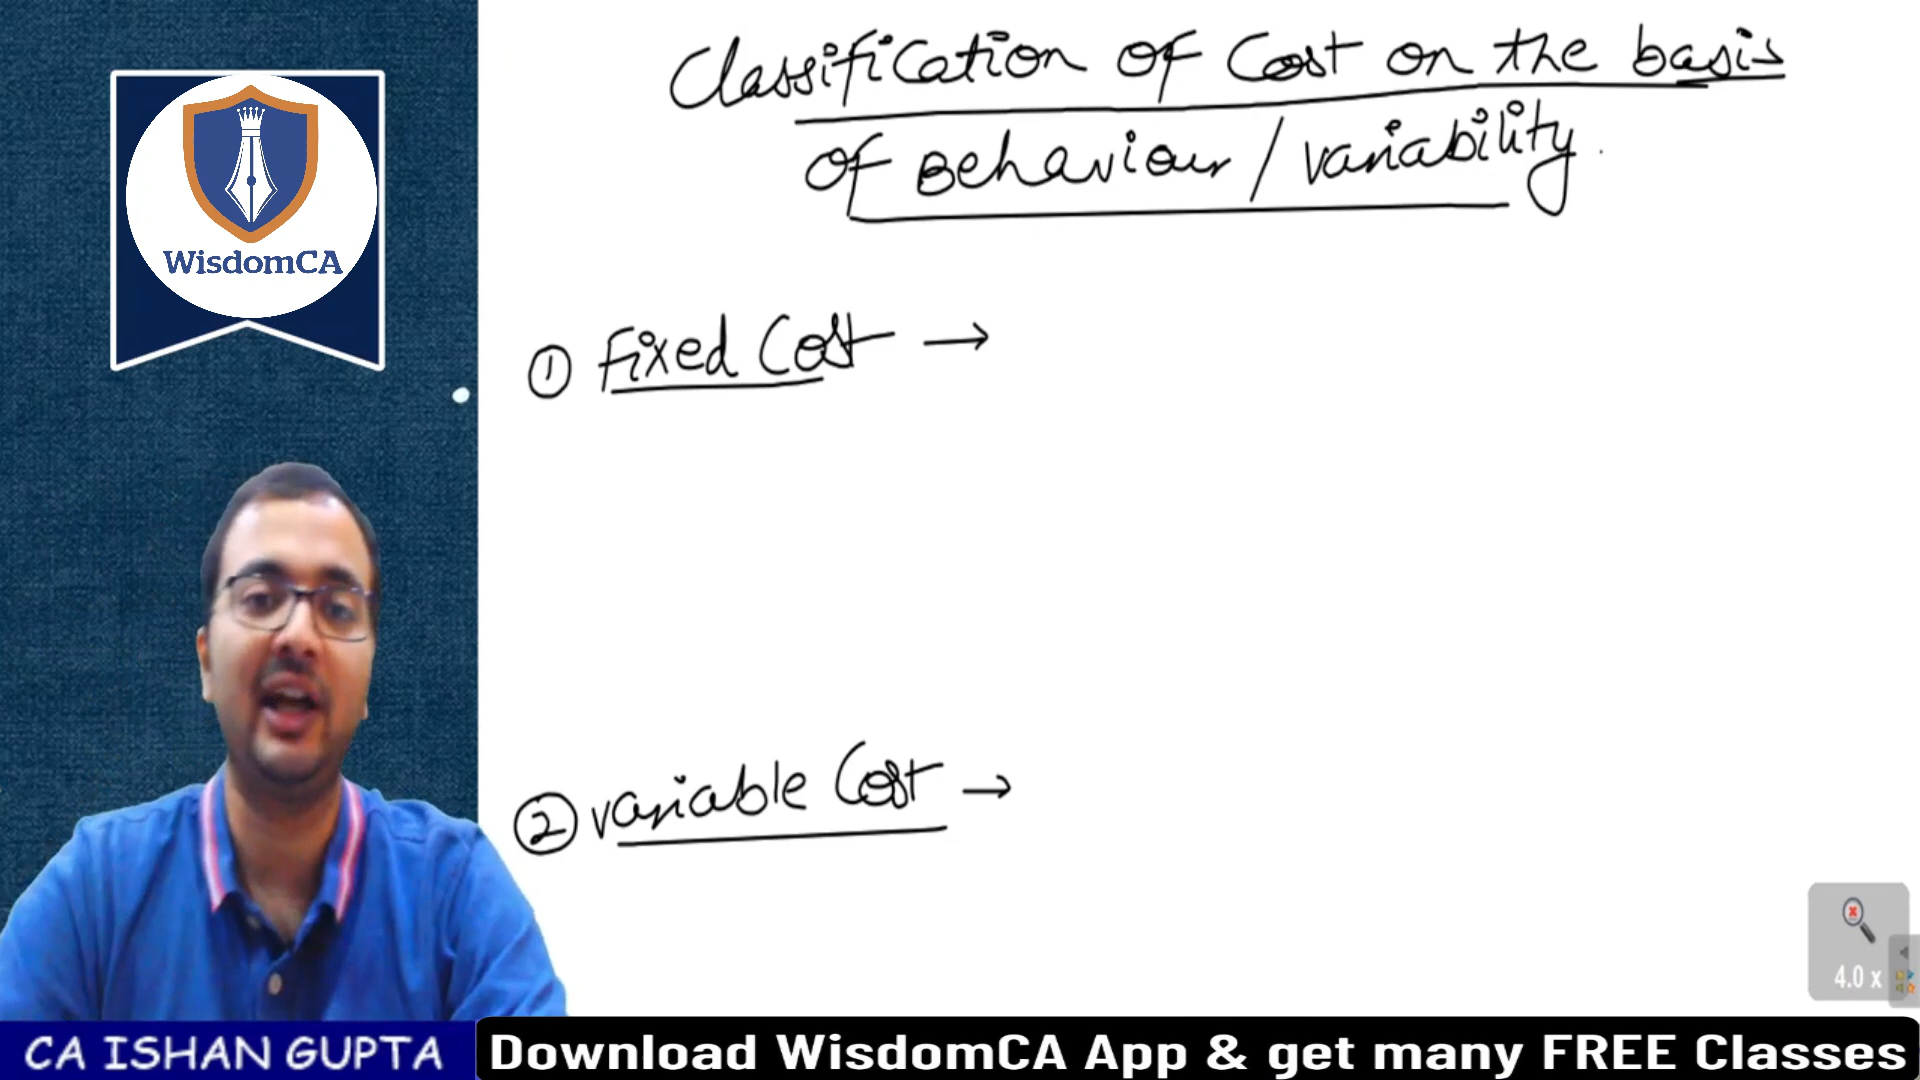 Classification of Cost on the basis
of Behaviour / variability.
WisdomCA
① Fixed Cost →
② variable Cost →
4.0 x
CA ISHAN GUPTA
Download WisdomCA App & get many FREE Classes